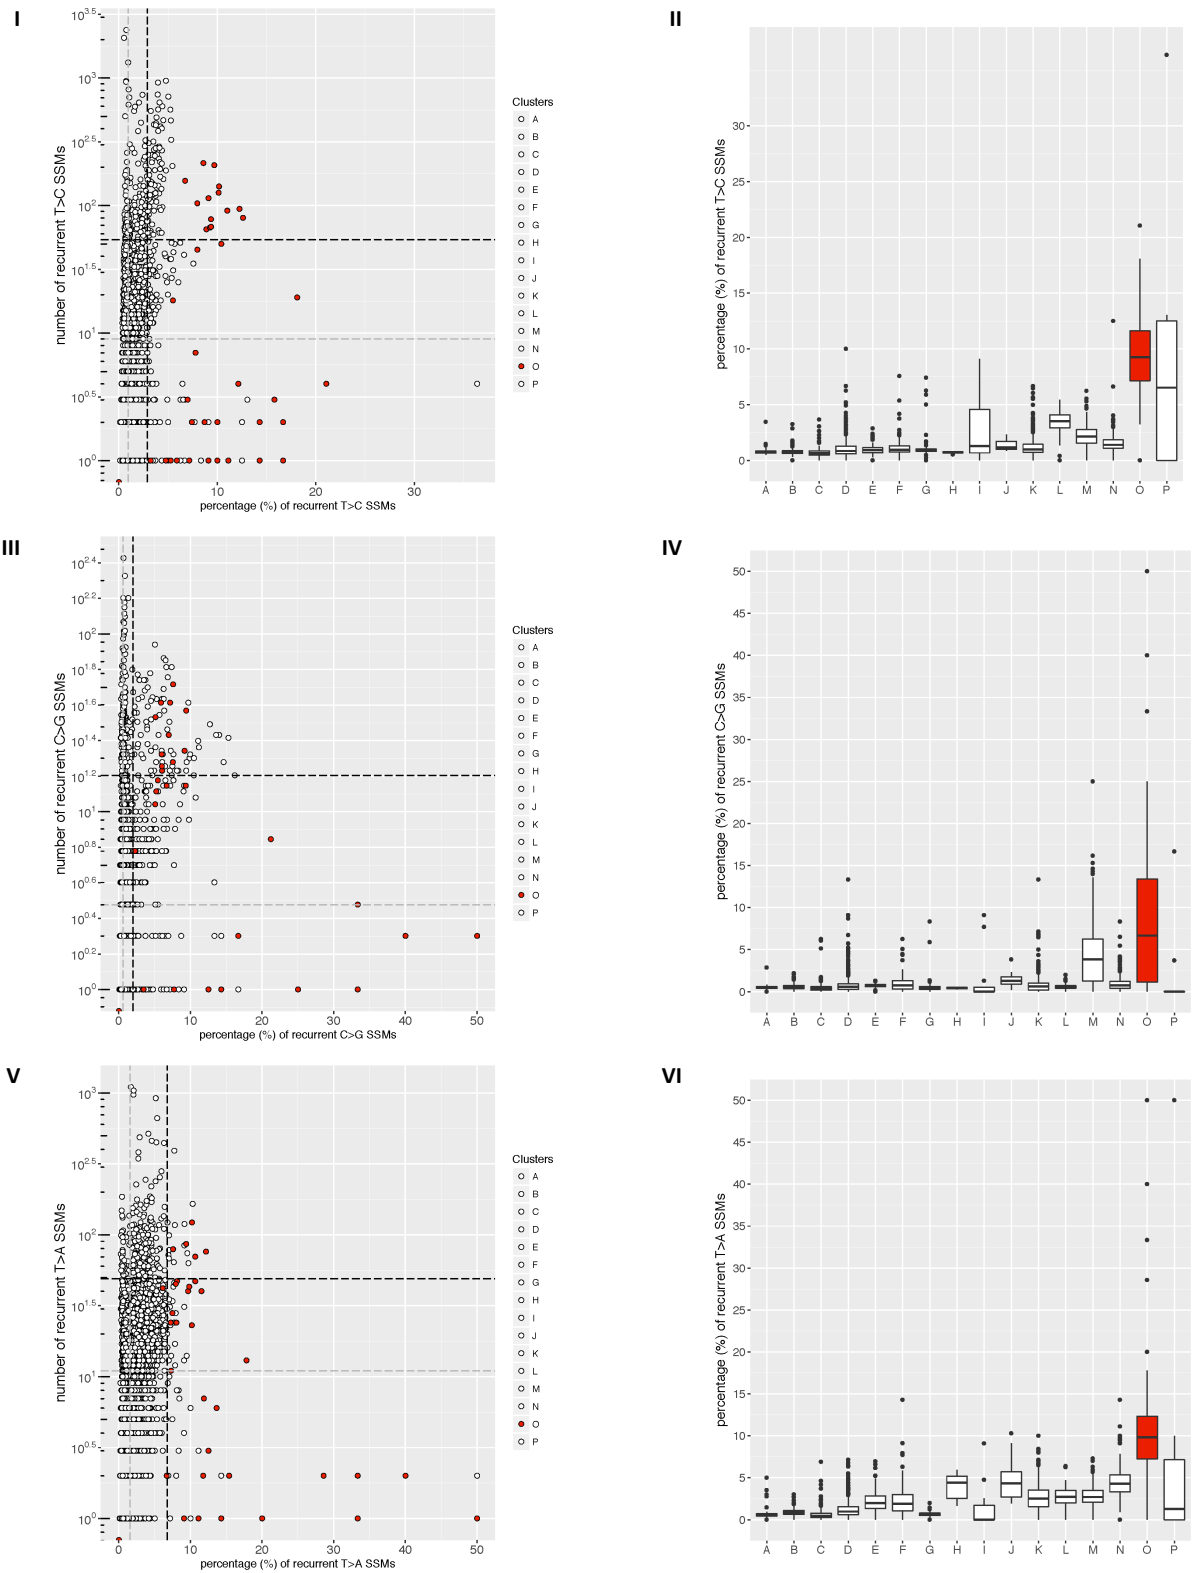 I
number of recurrent T>C SSMs
10^3.5
10^3
10^2.5
10^2
10^1.5
10^1
10^0.5
10^0
0 10 20 30
percentage (%) of recurrent T>C SSMs
Clusters
A
B
C
D
E
F
G
H
I
J
K
L
M
N
O
P
II
percentage (%) of recurrent T>C SSMs
30
25
20
15
10
5
0
A B C D E F G H I J K L M N O P
III
number of recurrent C>G SSMs
10^2.4
10^2.2
10^2
10^1.8
10^1.6
10^1.4
10^1.2
10^1
10^0.8
10^0.6
10^0.4
10^0.2
10^0
0 10 20 30 40 50
percentage (%) of recurrent C>G SSMs
Clusters
A
B
C
D
E
F
G
H
I
J
K
L
M
N
O
P
IV
percentage (%) of recurrent C>G SSMs
50
45
40
35
30
25
20
15
10
5
0
A B C D E F G H I J K L M N O P
V
number of recurrent T>A SSMs
10^3
10^2.5
10^2
10^1.5
10^1
10^0.5
10^0
0 10 20 30 40 50
percentage (%) of recurrent T>A SSMs
Clusters
A
B
C
D
E
F
G
H
I
J
K
L
M
N
O
P
VI
percentage (%) of recurrent T>A SSMs
50
45
40
35
30
25
20
15
10
5
0
A B C D E F G H I J K L M N O P